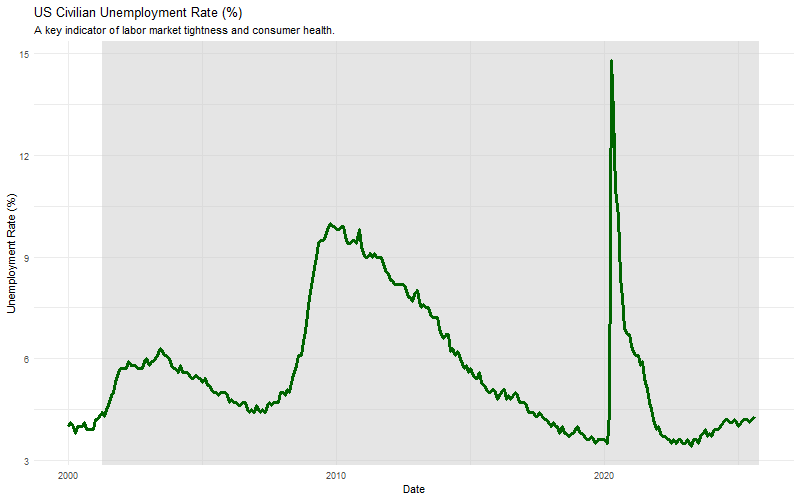 US Civilian Unemployment Rate (%)
A key indicator of labor market tightness and consumer health.
Unemployment Rate (%)
15
12
9
6
3
2000
2010
2020
Date